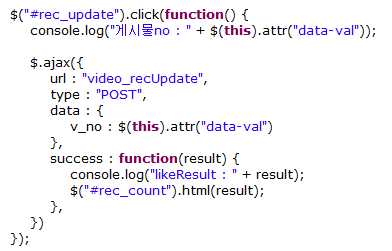 $("#rec_update").click(function() {
console.log("게시물no : " + $(this).attr("data-val"));
$.ajax({
url : "video_recUpdate",
type : "POST",
data : {
v_no : $(this).attr("data-val")
},
success : function(result) {
console.log("likeResult : " + result);
$("#rec_count").html(result);
},
})
});